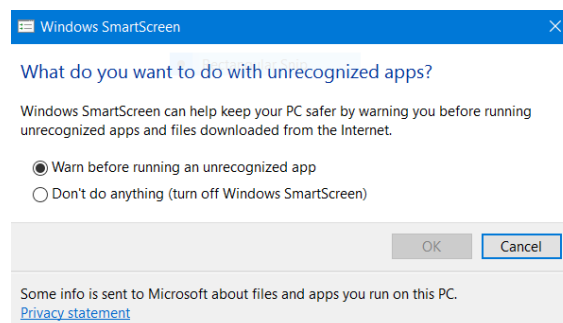 Windows SmartScreen
What do you want to do with unrecognized apps?
Windows SmartScreen can help keep your PC safer by warning you before running
unrecognized apps and files downloaded from the Internet.
Warn before running an unrecognized app
Don't do anything (turn off Windows SmartScreen)
OK
Cancel
Some info is sent to Microsoft about files and apps you run on this PC.
Privacy statement